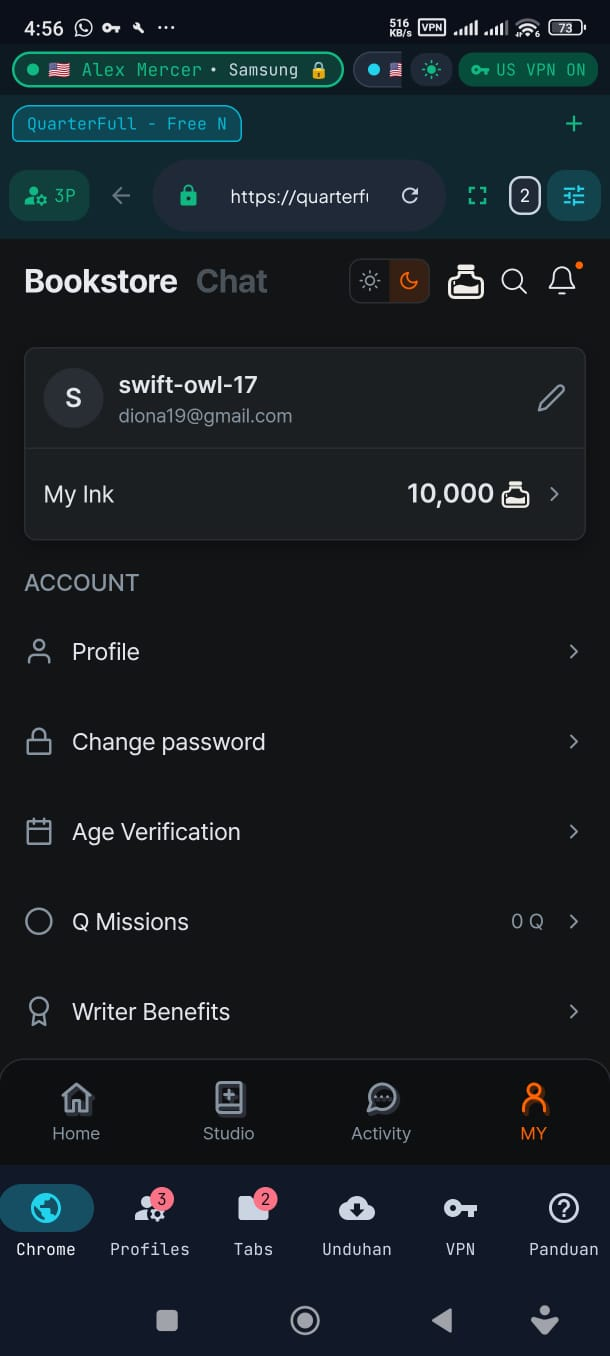 4:56
516 KB/s VPN 6 73
Alex Mercer • Samsung US VPN ON
QuarterFull - Free N +
3P https://quarterfu 2
Bookstore Chat
S
swift-owl-17
diona19@gmail.com
My Ink 10,000
ACCOUNT
Profile
Change password
Age Verification
Q Missions 0 Q
Writer Benefits
Home Studio Activity MY
3 2
Chrome Profiles Tabs Unduhan VPN Panduan